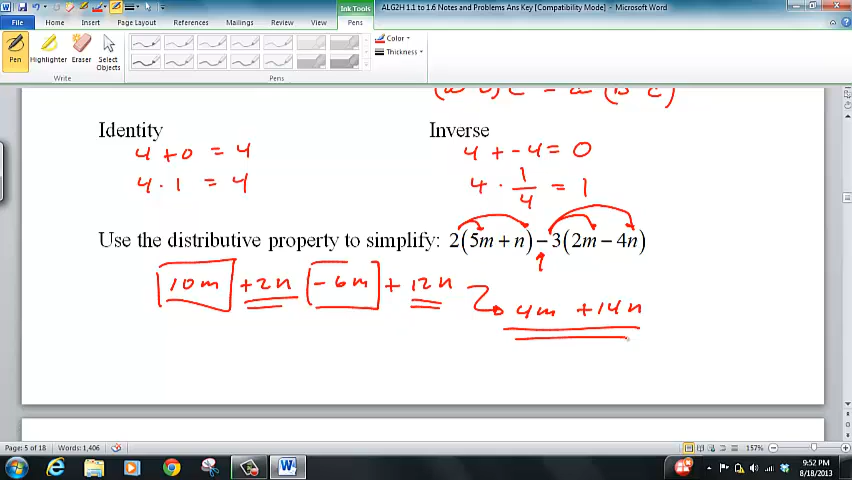 ALG2H 1.1 to 1.6 Notes and Problems Ans Key [Compatibility Mode] - Microsoft Word
Ink Tools
File Home Insert Page Layout References Mailings Review View Pens
Pen Highlighter Eraser Select Objects
Color
Thickness
Write Pens
Identity Inverse
4 + 0 = 4 4 + -4 = 0
4 · 1 = 4 4 · 1/4 = 1
Use the distributive property to simplify: 2(5m + n) − 3(2m − 4n)
10m + 2n - 6m + 12n
4m + 14n
Page: 5 of 18 Words: 1,406 157%
9:52 PM
8/18/2013